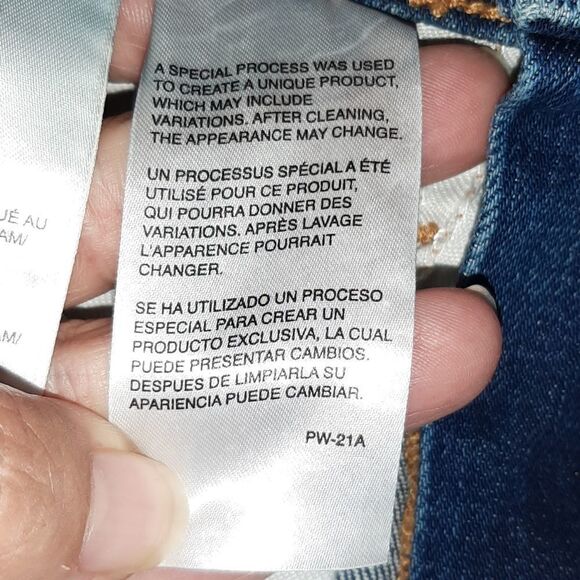 A SPECIAL PROCESS WAS USED
TO CREATE A UNIQUE PRODUCT,
WHICH MAY INCLUDE
VARIATIONS. AFTER CLEANING,
THE APPEARANCE MAY CHANGE.
UN PROCESSUS SPÉCIAL A ÉTÉ
UTILISÉ POUR CE PRODUIT,
QUI POURRA DONNER DES
VARIATIONS. APRÈS LAVAGE
L'APPARENCE POURRAIT
CHANGER.
SE HA UTILIZADO UN PROCESO
ESPECIAL PARA CREAR UN
PRODUCTO EXCLUSIVA, LA CUAL
PUEDE PRESENTAR CAMBIOS.
DESPUES DE LIMPIARLA SU
APARIENCIA PUEDE CAMBIAR.
PW-21A
AU